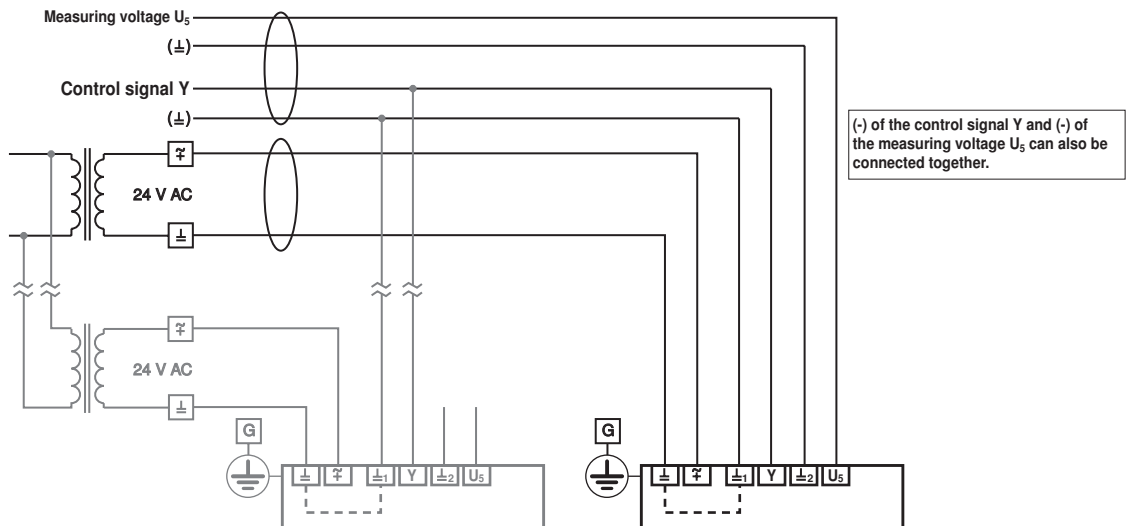 Measuring voltage U₅
(⊥)
Control signal Y
(⊥)
(-) of the control signal Y and (-) of
the measuring voltage U₅ can also be
connected together.
24 V AC
⊥
24 V AC
⊥
G
G
⊥ ⊥₁ Y ⊥₂ U₅
⊥ ⊥₁ Y ⊥₂ U₅